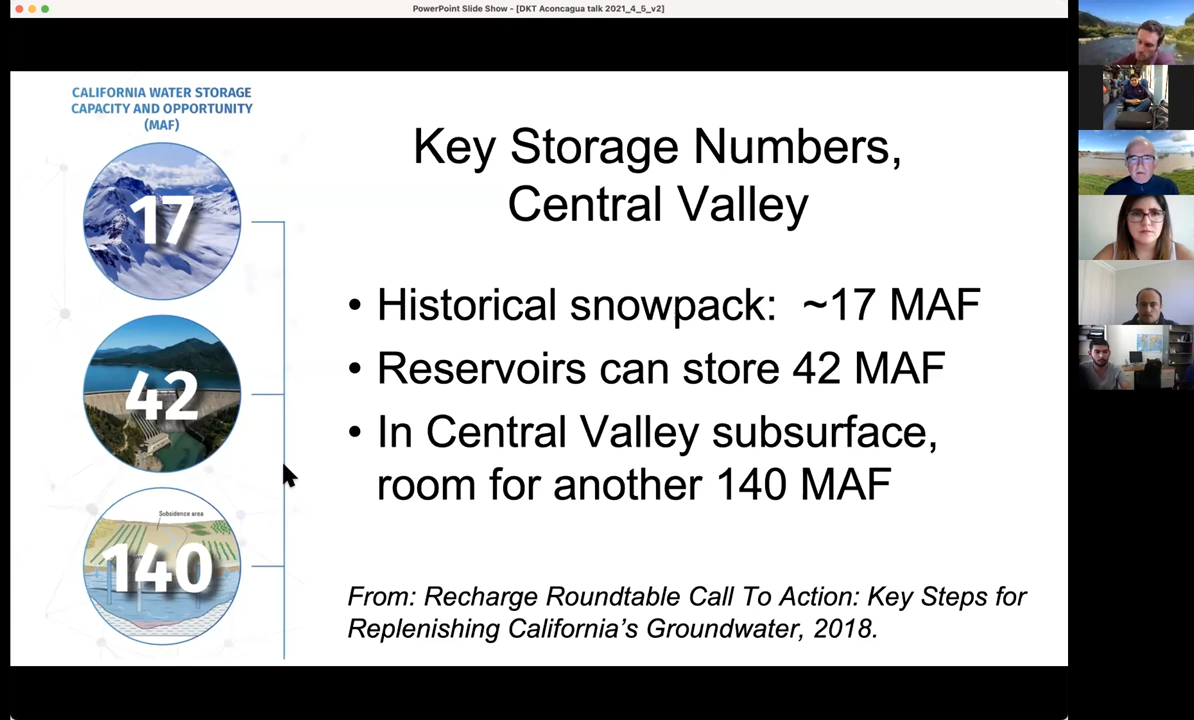 PowerPoint Slide Show - [DKT Aconcagua talk 2021_4_5_v2]
CALIFORNIA WATER STORAGE
CAPACITY AND OPPORTUNITY
(MAF)
17
42
Subsidence area
140
Key Storage Numbers,
Central Valley
• Historical snowpack:  ~17 MAF
• Reservoirs can store 42 MAF
• In Central Valley subsurface,
room for another 140 MAF
From: Recharge Roundtable Call To Action: Key Steps for
Replenishing California’s Groundwater, 2018.